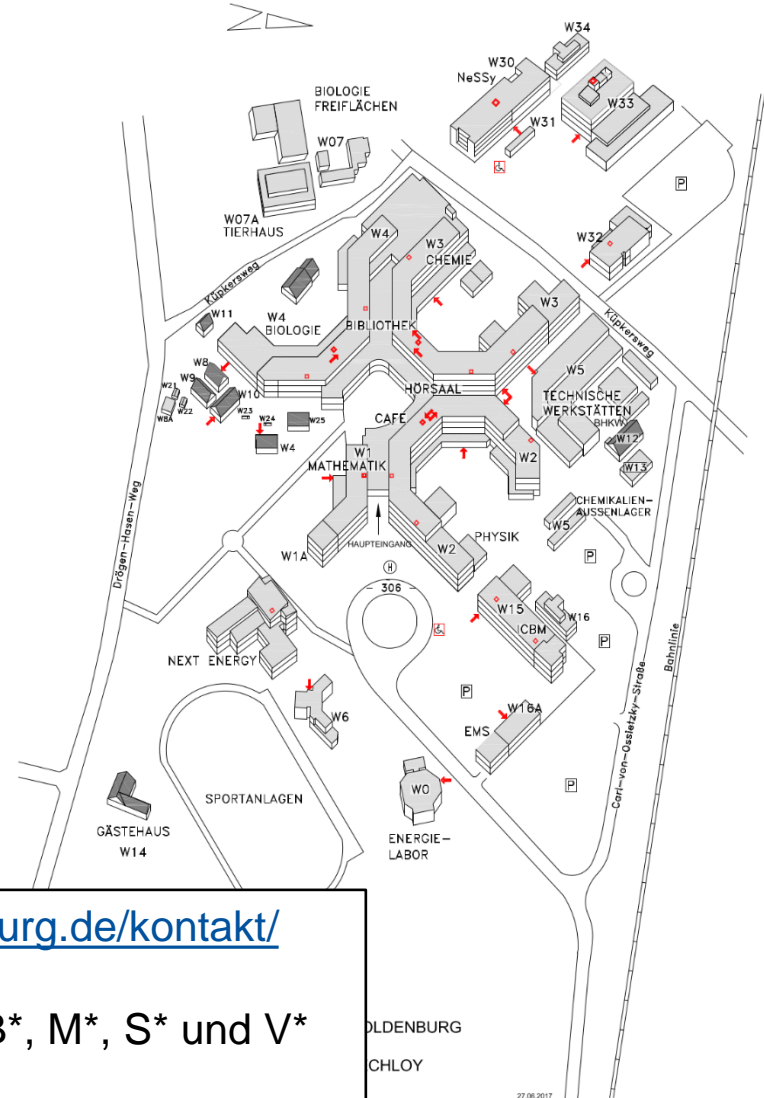 W34
W30
NeSSy
BIOLOGIE
FREIFLÄCHEN
W33
W31
W07
P
W07A
TIERHAUS
W4
W3
CHEMIE
W32
Küpkersweg
W11
W4
BIOLOGIE
BIBLIOTHEK
W3
Küpkersweg
W8
W5
W9
W10
HÖRSAAL
TECHNISCHE
WERKSTÄTTEN
W21
W22
W8A
W23
W24
W25
CAFE
BHKW
W12
W4
W1
MATHEMATIK
W2
W13
CHEMIKALIEN-
AUSSENLAGER
W5
Drögen-Hasen-Weg
HAUPTEINGANG
W1A
W2
PHYSIK
P
H
306
W15
W16
ICBM
NEXT ENERGY
P
Bahnlinie
P
W16A
W6
EMS
Carl-von-Ossietzky-Straße
W0
P
SPORTANLAGEN
GÄSTEHAUS
W14
ENERGIE-
LABOR
urg.de/kontakt/
*, M*, S* und V*
OLDENBURG
CHLOY
27.06.2017